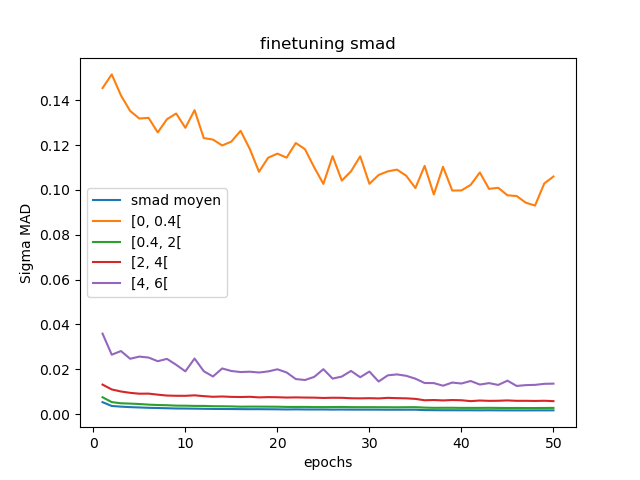 finetuning smad
Sigma MAD
0.14
0.12
0.10
0.08
0.06
0.04
0.02
0.00
smad moyen
[0, 0.4[
[0.4, 2[
[2, 4[
[4, 6[
0 10 20 30 40 50
epochs